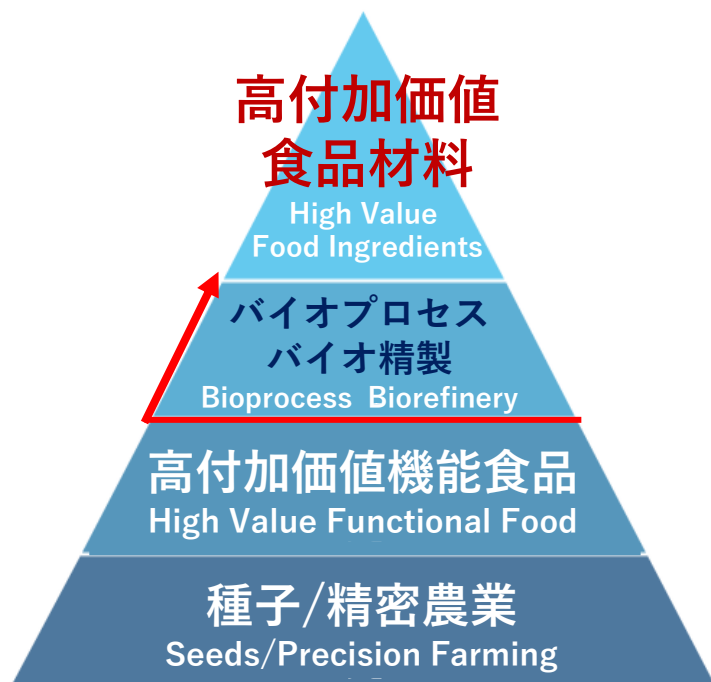 高付加価値
食品材料
High Value
Food Ingredients
バイオプロセス
バイオ精製
Bioprocess Biorefinery
高付加価値機能食品
High Value Functional Food
種子/精密農業
Seeds/Precision Farming